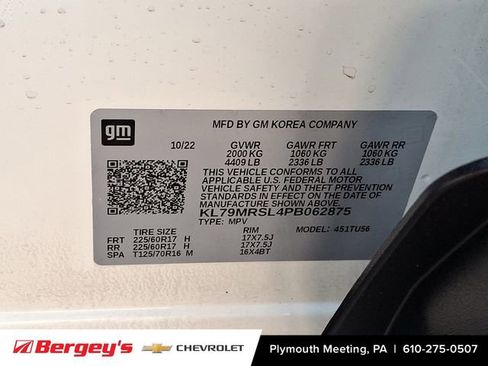 gm
MFD BY GM KOREA COMPANY
10/22 GVWR GAWR FRT GAWR RR
2000 KG 1060 KG 1060 KG
4409 LB 2336 LB 2336 LB
THIS VEHICLE CONFORMS TO ALL
APPLICABLE U.S. FEDERAL MOTOR
VEHICLE SAFETY AND THEFT PREVENTION
STANDARDS IN EFFECT ON THE DATE OF
MANUFACTURE SHOWN ABOVE.
KL79MRSL4PB062875
TYPE: MPV MODEL: 451TU56
TIRE SIZE RIM
FRT 225/60R17 H 17X7.5J
RR 225/60R17 H 17X7.5J
SPA T125/70R16 M 16X4BT
Bergey's CHEVROLET Plymouth Meeting, PA | 610-275-0507